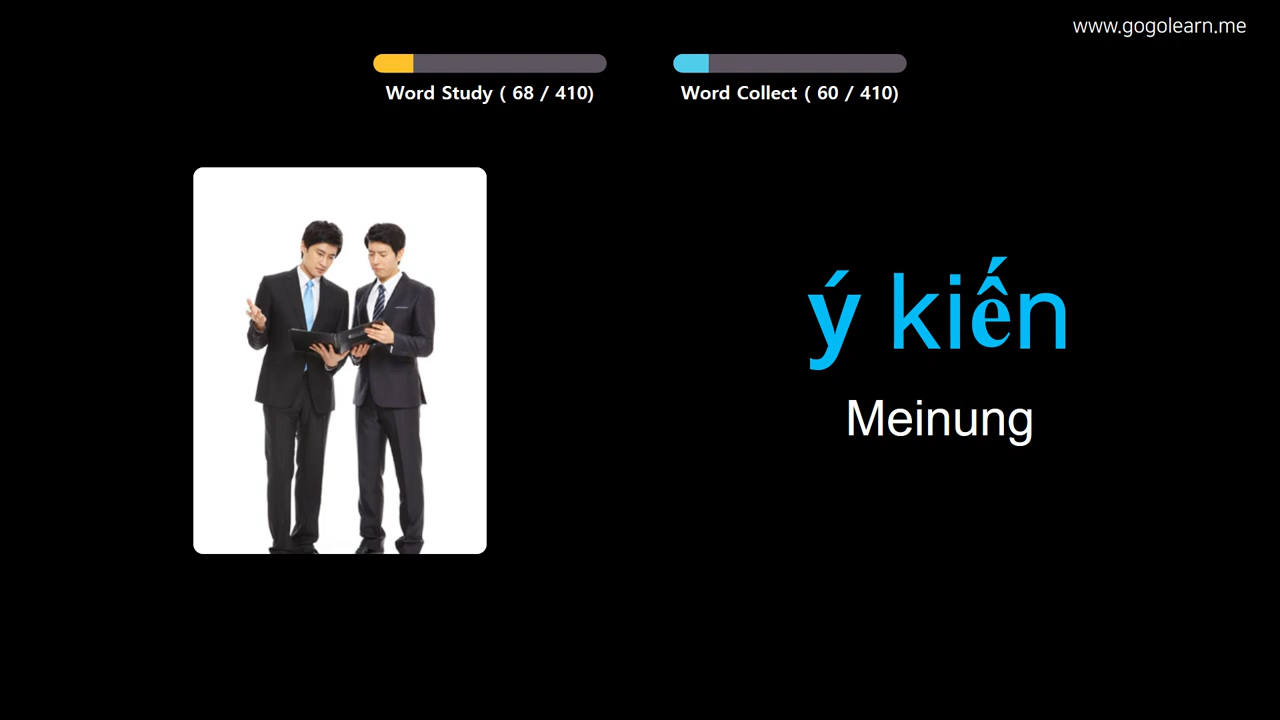 www.gogolearn.me
Word Study ( 68 / 410)
Word Collect ( 60 / 410)
ý kiến
Meinung